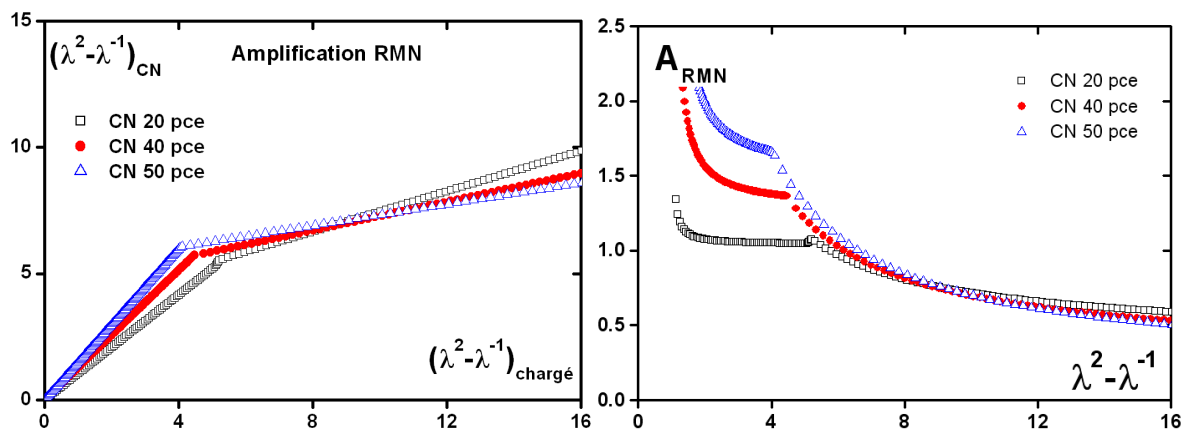 15
10
5
0
(λ²-λ⁻¹)CN
Amplification RMN
CN 20 pce
CN 40 pce
CN 50 pce
(λ²-λ⁻¹)chargé
0 4 8 12 16
2.5
2.0
1.5
1.0
0.5
0.0
A RMN
CN 20 pce
CN 40 pce
CN 50 pce
λ²-λ⁻¹
0 4 8 12 16